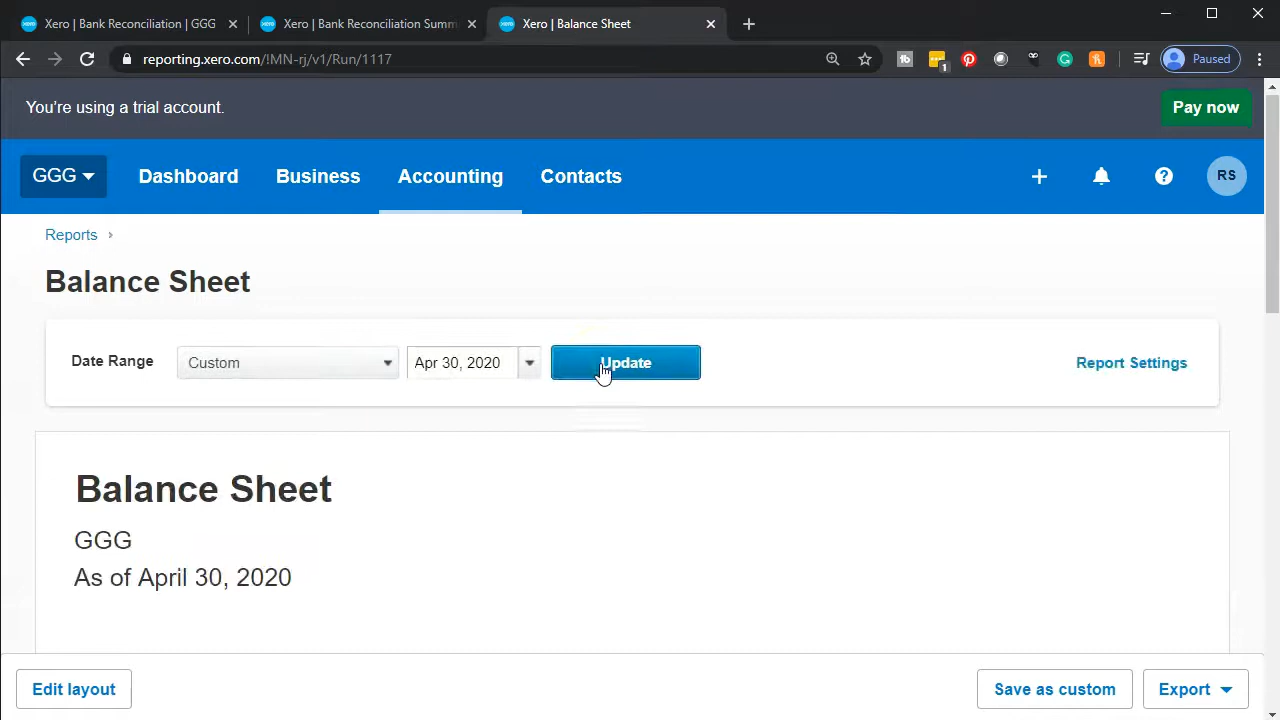 Xero | Bank Reconciliation | GGG
Xero | Bank Reconciliation Summ
Xero | Balance Sheet
reporting.xero.com/!MN-rj/v1/Run/1117
1
Paused
You're using a trial account.
Pay now
GGG
Dashboard
Business
Accounting
Contacts
RS
Reports
Balance Sheet
Date Range
Custom
Apr 30, 2020
Update
Report Settings
Balance Sheet
GGG
As of April 30, 2020
Edit layout
Save as custom
Export